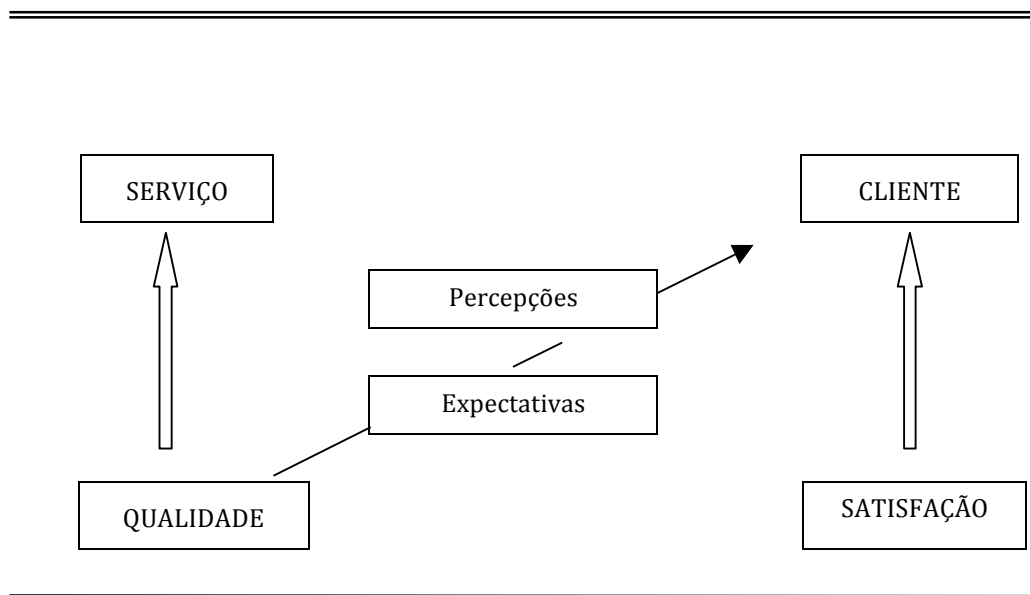 SERVIÇO
CLIENTE
Percepções
Expectativas
QUALIDADE
SATISFAÇÃO